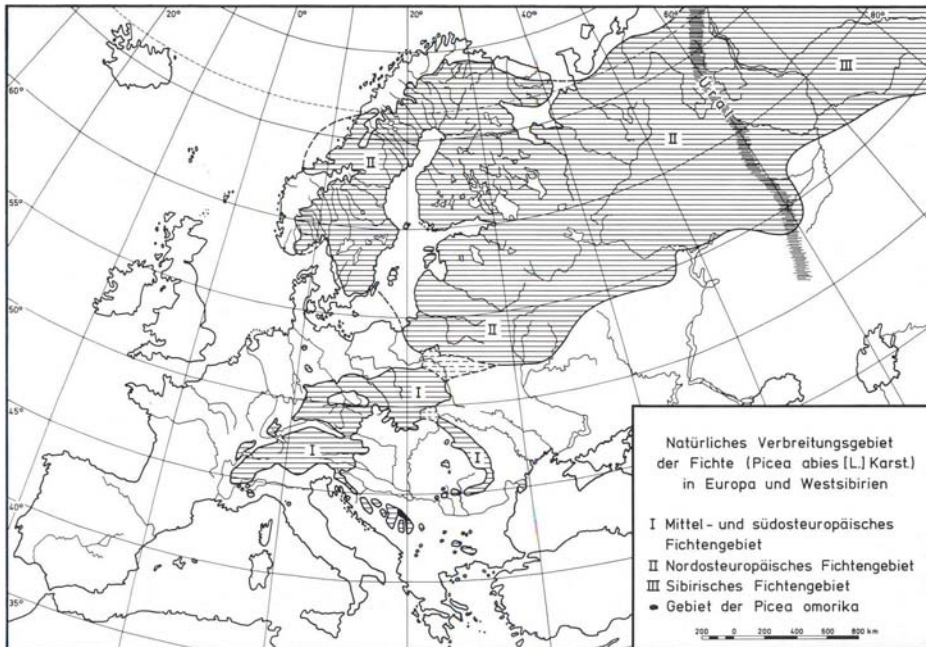 20°
10°
0°
10°
20°
40°
60°
80°
60°
55°
50°
45°
40°
35°
III
Ural
II
II
II
I
I
I
Natürliches Verbreitungsgebiet
der Fichte (Picea abies [L.] Karst.)
in Europa und Westsibirien
I Mittel- und südosteuropäisches
Fichtengebiet
II Nordosteuropäisches Fichtengebiet
III Sibirisches Fichtengebiet
Gebiet der Picea omorika
200 0 200 400 600 800 km